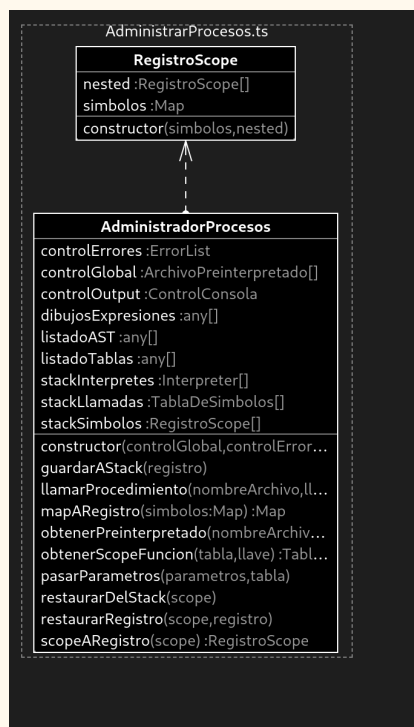 AdministrarProcesos.ts
RegistroScope
nested :RegistroScope[]
simbolos :Map
constructor(simbolos,nested)
AdministradorProcesos
controlErrores :ErrorList
controlGlobal :ArchivoPreinterpretado[]
controlOutput :ControlConsola
dibujosExpresiones :any[]
listadoAST :any[]
listadoTablas :any[]
stackInterpretes :Interpreter[]
stackLlamadas :TablaDeSimbolos[]
stackSimbolos :RegistroScope[]
constructor(controlGlobal,controlError...
guardarAStack(registro)
llamarProcedimiento(nombreArchivo,ll...
mapARegistro(simbolos:Map) :Map
obtenerPreinterpretado(nombreArchiv...
obtenerScopeFuncion(tabla,llave) :Tabl...
pasarParametros(parametros,tabla)
restaurarDelStack(scope)
restaurarRegistro(scope,registro)
scopeARegistro(scope) :RegistroScope